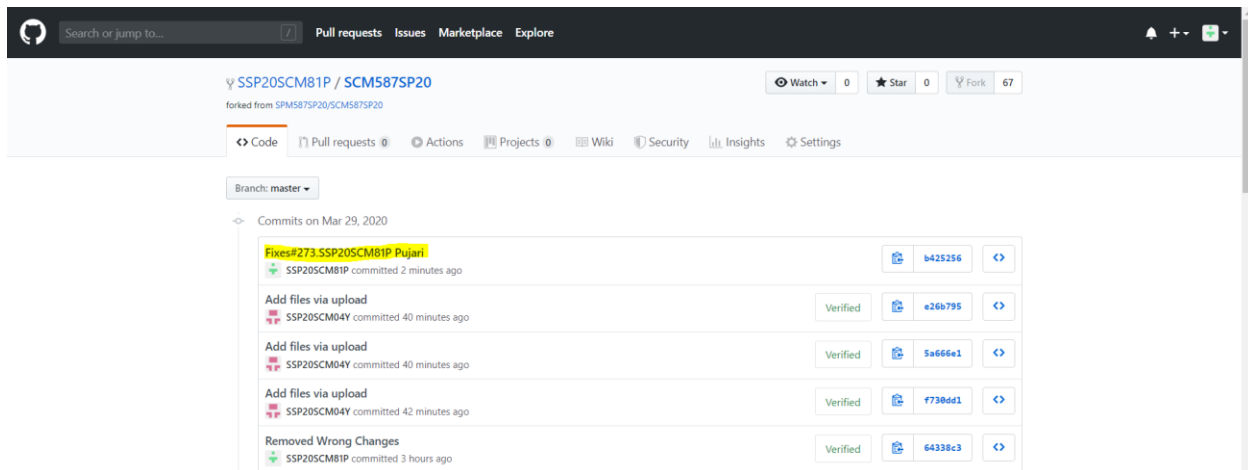 Search or jump to... / Pull requests Issues Marketplace Explore
SSP20SCM81P / SCM587SP20
Watch 0 Star 0 Fork 67
forked from SPM587SP20/SCM587SP20
Code Pull requests 0 Actions Projects 0 Wiki Security Insights Settings
Branch: master
Commits on Mar 29, 2020
Fixes#273.SSP20SCM81P Pujari
SSP20SCM81P committed 2 minutes ago
b425256
Add files via upload
SSP20SCM04Y committed 40 minutes ago
Verified e26b795
Add files via upload
SSP20SCM04Y committed 40 minutes ago
Verified 5a666e1
Add files via upload
SSP20SCM04Y committed 42 minutes ago
Verified f730dd1
Removed Wrong Changes
SSP20SCM81P committed 3 hours ago
Verified 64338c3